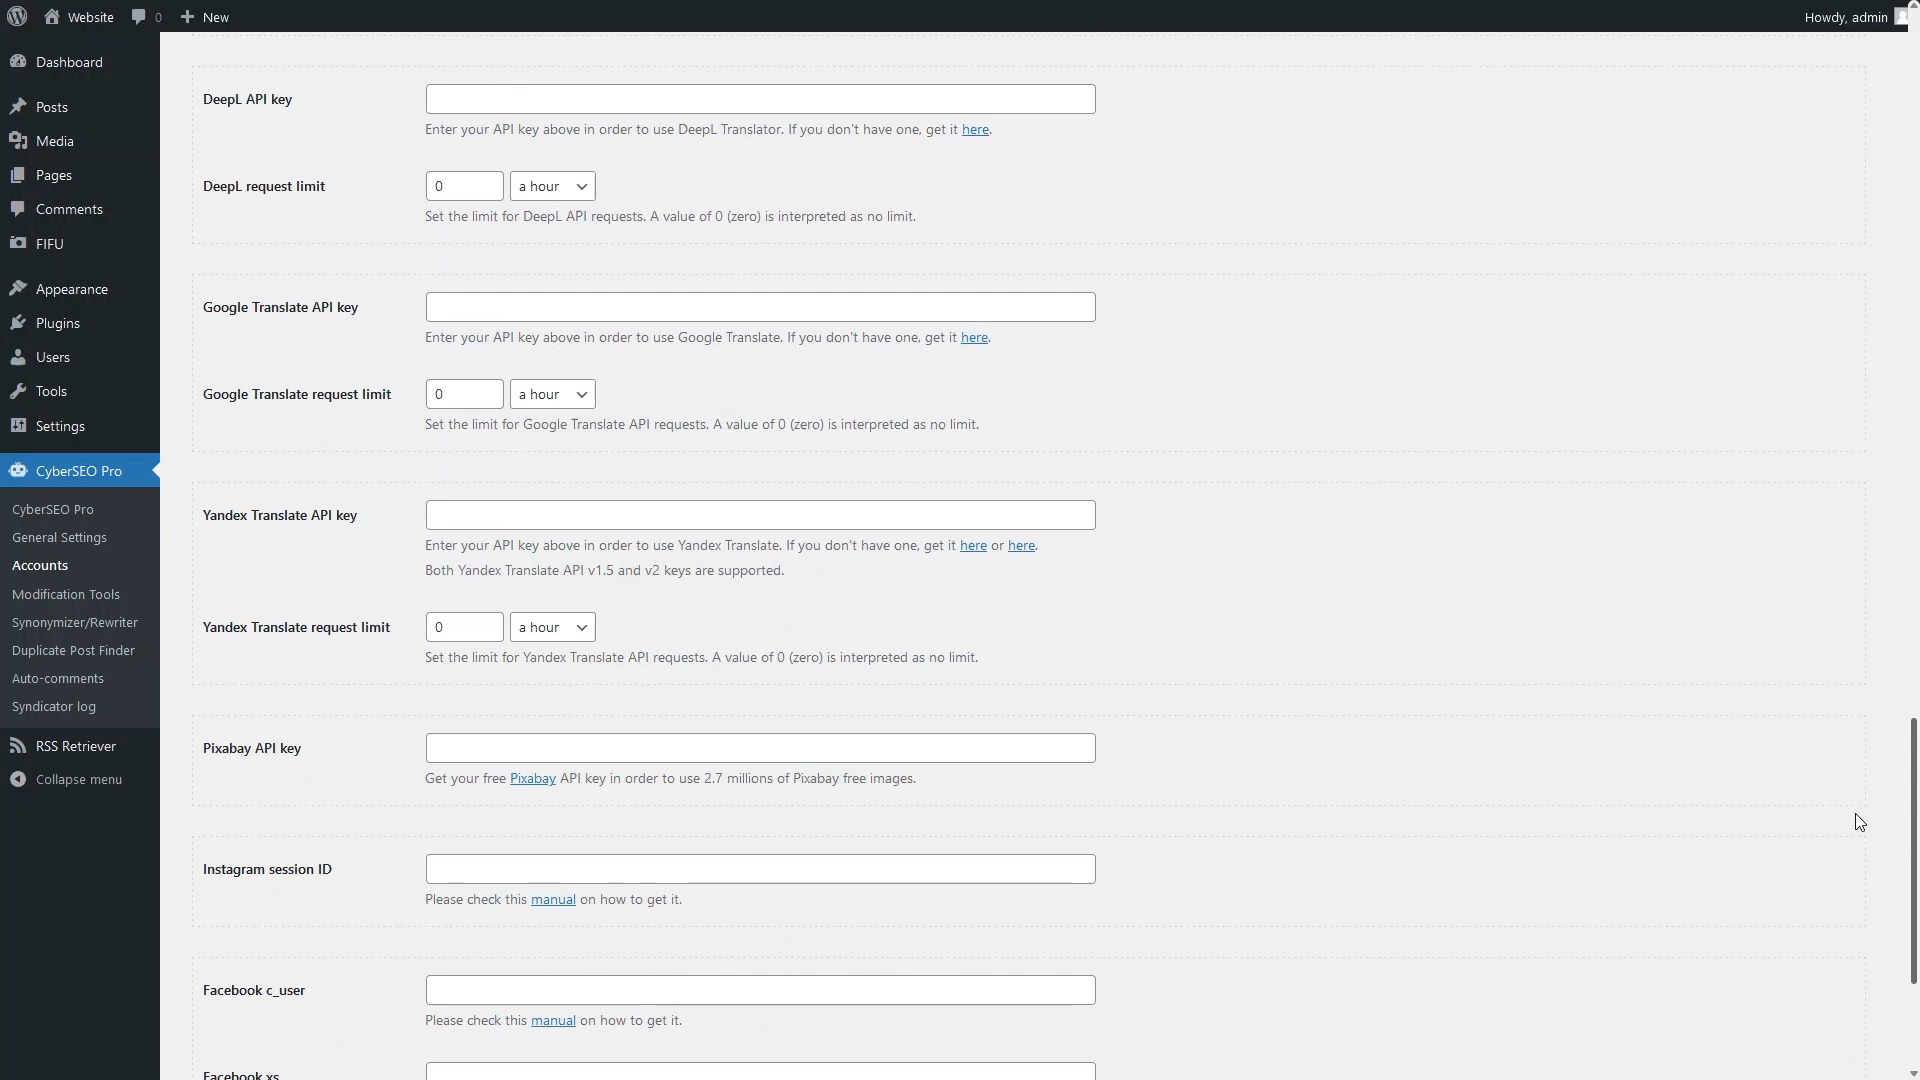 Website
0
New
Howdy, admin
Dashboard
Posts
Media
Pages
Comments
FIFU
Appearance
Plugins
Users
Tools
Settings
CyberSEO Pro
CyberSEO Pro
General Settings
Accounts
Modification Tools
Synonymizer/Rewriter
Duplicate Post Finder
Auto-comments
Syndicator log
RSS Retriever
Collapse menu
DeepL API key
Enter your API key above in order to use DeepL Translator. If you don't have one, get it here.
DeepL request limit
0 a hour
Set the limit for DeepL API requests. A value of 0 (zero) is interpreted as no limit.
Google Translate API key
Enter your API key above in order to use Google Translate. If you don't have one, get it here.
Google Translate request limit
0 a hour
Set the limit for Google Translate API requests. A value of 0 (zero) is interpreted as no limit.
Yandex Translate API key
Enter your API key above in order to use Yandex Translate. If you don't have one, get it here or here.
Both Yandex Translate API v1.5 and v2 keys are supported.
Yandex Translate request limit
0 a hour
Set the limit for Yandex Translate API requests. A value of 0 (zero) is interpreted as no limit.
Pixabay API key
Get your free Pixabay API key in order to use 2.7 millions of Pixabay free images.
Instagram session ID
Please check this manual on how to get it.
Facebook c_user
Please check this manual on how to get it.
Facebook xs